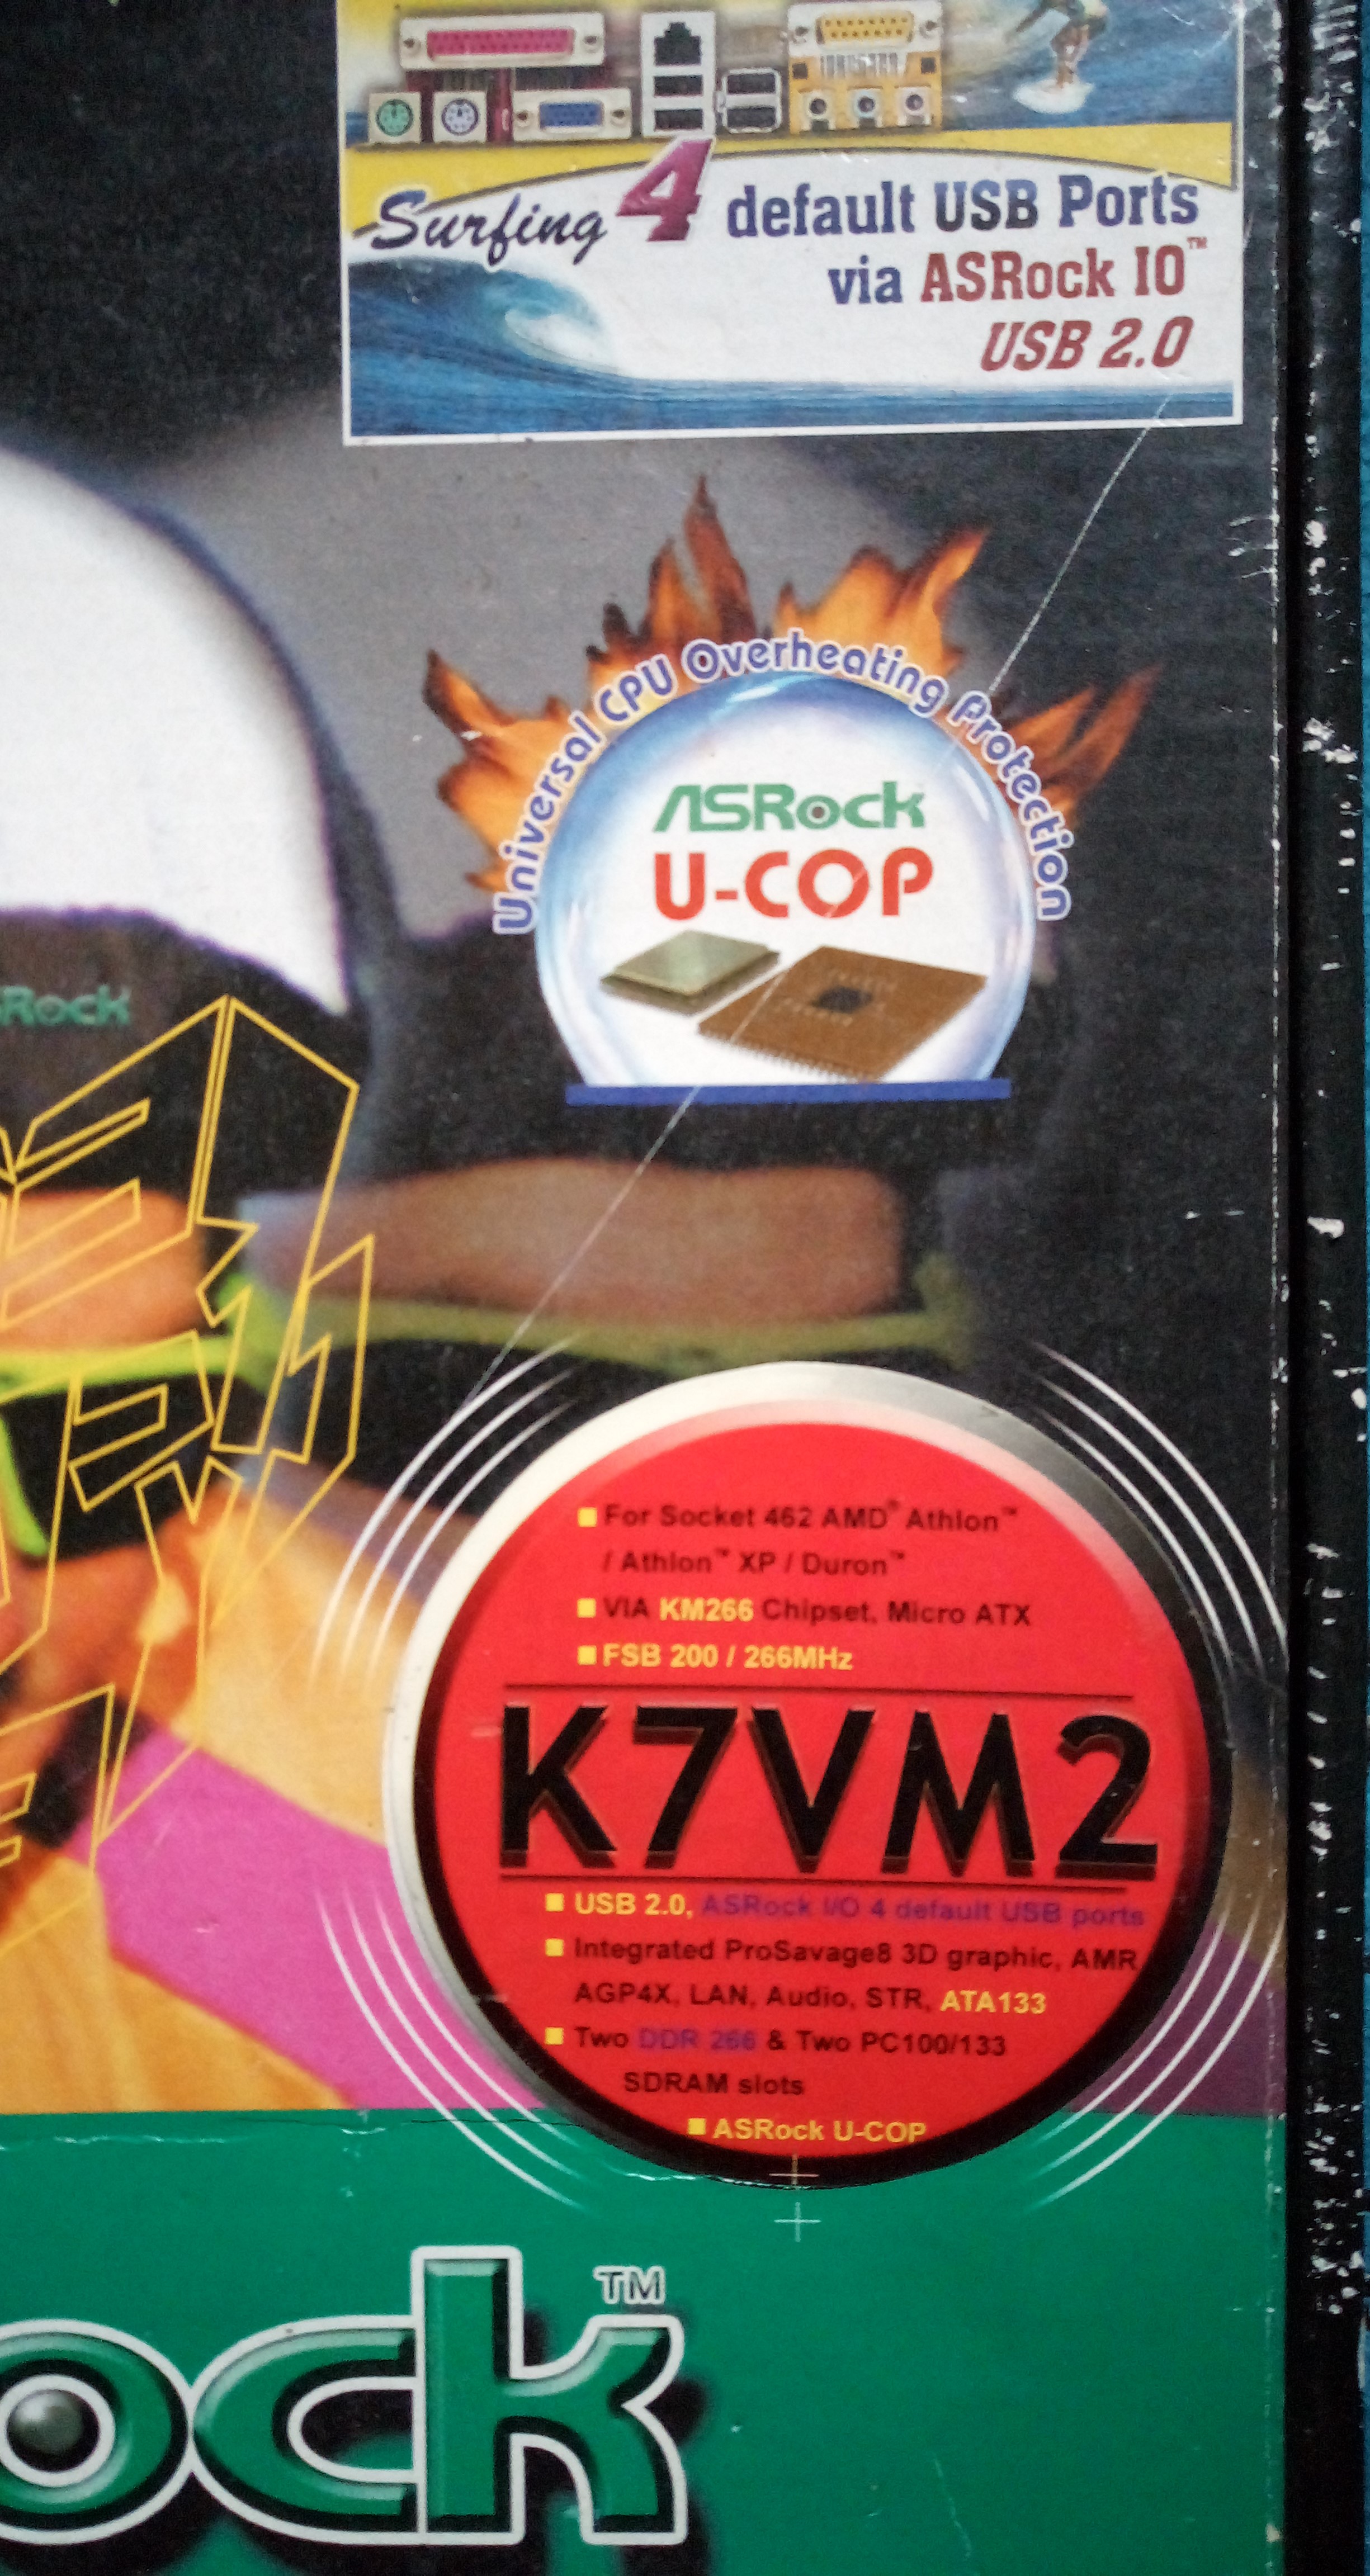 Surfing 4 default USB Ports
via ASRock IO™
USB 2.0
Universal CPU Overheating Protection
ASRock
U-COP
SRock
For Socket 462 AMD® Athlon™
/ Athlon™ XP / Duron™
VIA KM266 Chipset, Micro ATX
FSB 200 / 266MHz
K7VM2
USB 2.0, ASRock I/O 4 default USB ports
Integrated ProSavage8 3D graphic, AMR
AGP4X, LAN, Audio, STR, ATA133
Two DDR 266 & Two PC100/133
SDRAM slots
ASRock U-COP
ock™